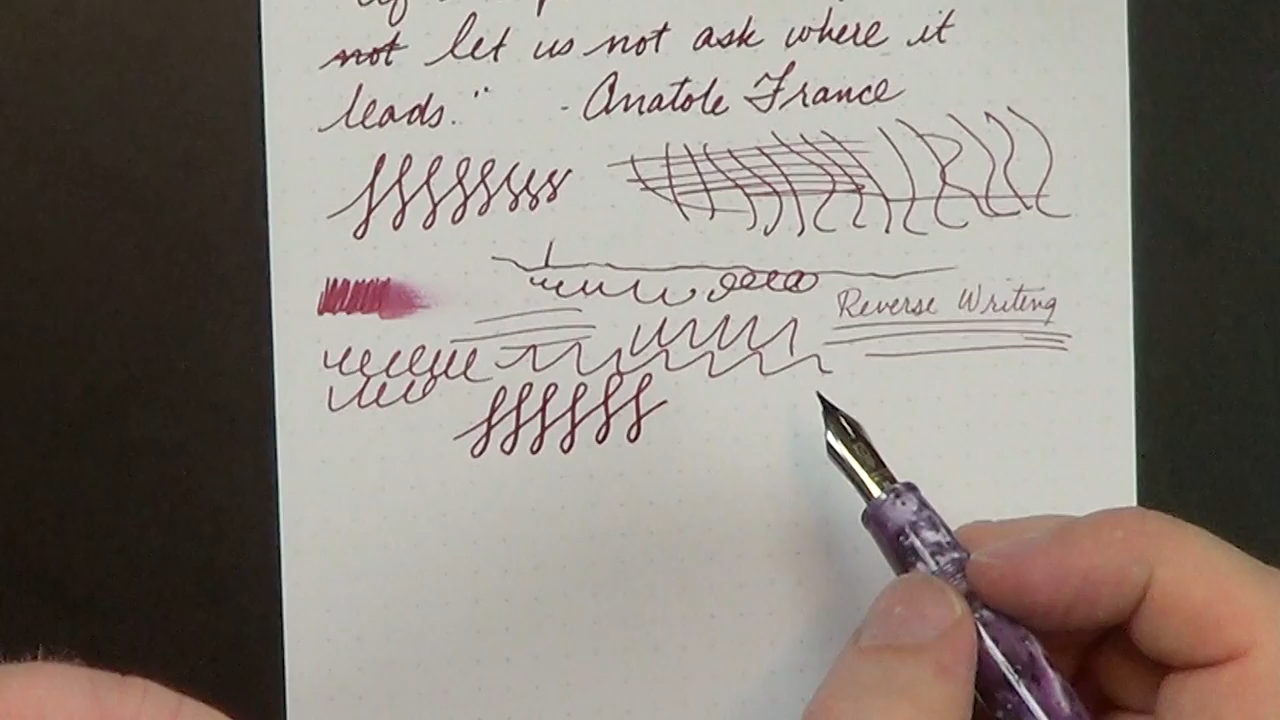 not let us not ask where it
leads." - Anatole France
Reverse Writing